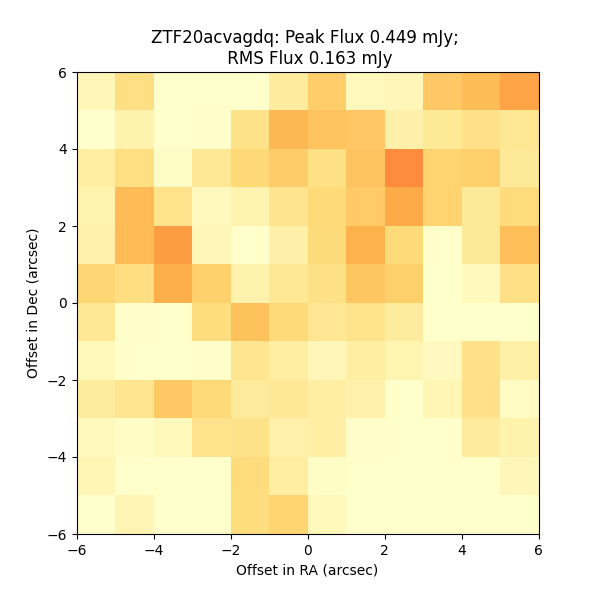 ZTF20acvagdq: Peak Flux 0.449 mJy;
RMS Flux 0.163 mJy
6
4
2
0
−2
−4
−6
Offset in Dec (arcsec)
−6 −4 −2 0 2 4 6
Offset in RA (arcsec)